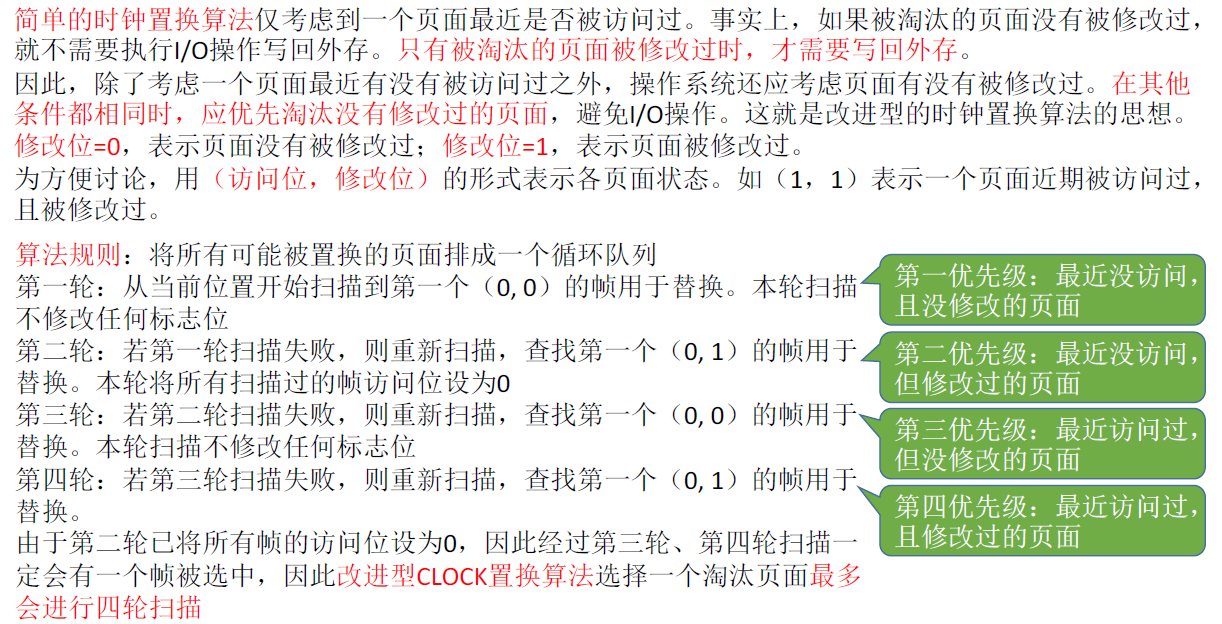 简单的时钟置换算法仅考虑到一个页面最近是否被访问过。事实上，如果被淘汰的页面没有被修改过，
就不需要执行I/O操作写回外存。只有被淘汰的页面被修改过时，才需要写回外存。
因此，除了考虑一个页面最近有没有被访问过之外，操作系统还应考虑页面有没有被修改过。在其他
条件都相同时，应优先淘汰没有修改过的页面，避免I/O操作。这就是改进型的时钟置换算法的思想。
修改位=0，表示页面没有被修改过；修改位=1，表示页面被修改过。
为方便讨论，用（访问位，修改位）的形式表示各页面状态。如（1，1）表示一个页面近期被访问过，
且被修改过。
算法规则：将所有可能被置换的页面排成一个循环队列
第一轮：从当前位置开始扫描到第一个（0, 0）的帧用于替换。本轮扫描
不修改任何标志位
第二轮：若第一轮扫描失败，则重新扫描，查找第一个（0, 1）的帧用于
替换。本轮将所有扫描过的帧访问位设为0
第三轮：若第二轮扫描失败，则重新扫描，查找第一个（0, 0）的帧用于
替换。本轮扫描不修改任何标志位
第四轮：若第三轮扫描失败，则重新扫描，查找第一个（0, 1）的帧用于
替换。
由于第二轮已将所有帧的访问位设为0，因此经过第三轮、第四轮扫描一
定会有一个帧被选中，因此改进型CLOCK置换算法选择一个淘汰页面最多
会进行四轮扫描
第一优先级：最近没访问，
且没修改的页面
第二优先级：最近没访问，
但修改过的页面
第三优先级：最近访问过，
但没修改的页面
第四优先级：最近访问过，
且修改过的页面